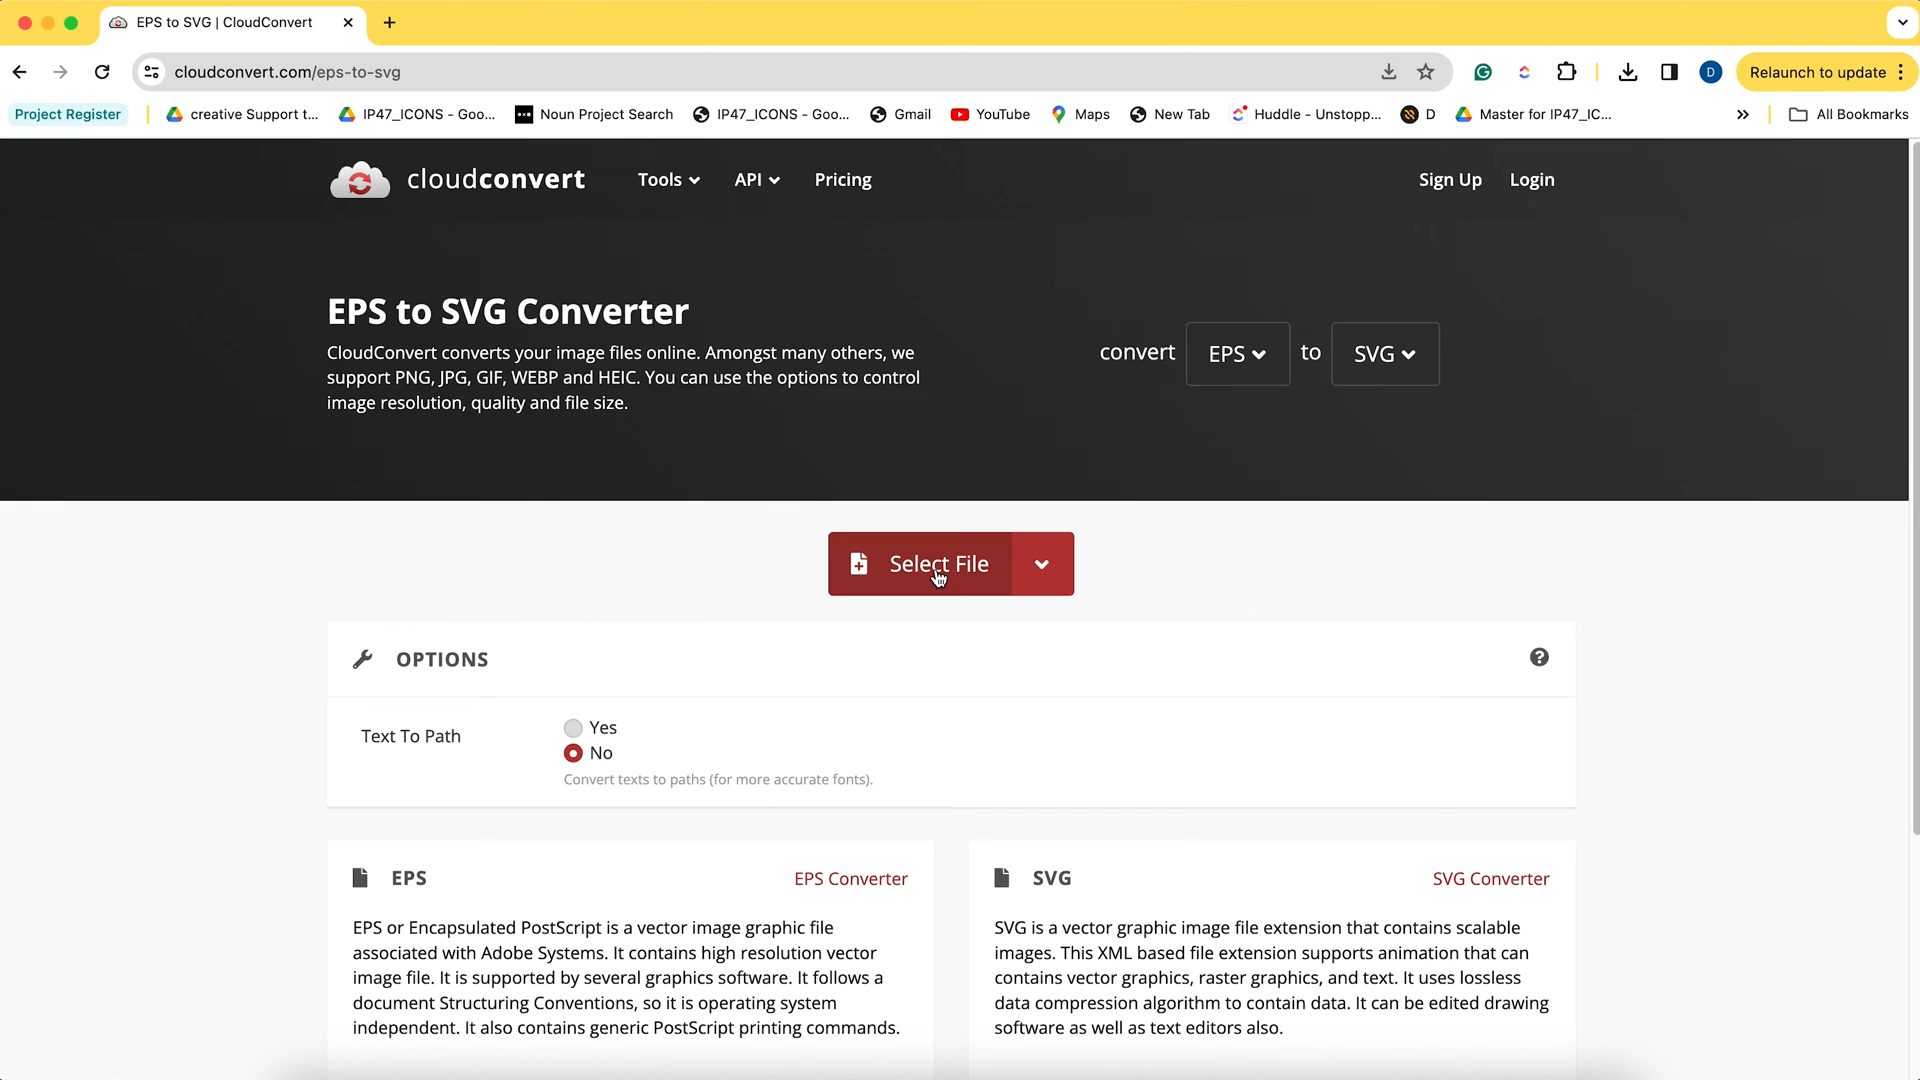 EPS to SVG | CloudConvert
cloudconvert.com/eps-to-svg
D
Relaunch to update
Project Register
creative Support t...
IP47_ICONS - Goo...
Noun Project Search
IP47_ICONS - Goo...
Gmail
YouTube
Maps
New Tab
Huddle - Unstopp...
D
Master for IP47_IC...
All Bookmarks
cloudconvert
Tools
API
Pricing
Sign Up
Login
EPS to SVG Converter
CloudConvert converts your image files online. Amongst many others, we
support PNG, JPG, GIF, WEBP and HEIC. You can use the options to control
image resolution, quality and file size.
convert EPS to SVG
Select File
OPTIONS
Text To Path
Yes
No
Convert texts to paths (for more accurate fonts).
EPS
EPS Converter
EPS or Encapsulated PostScript is a vector image graphic file
associated with Adobe Systems. It contains high resolution vector
image file. It is supported by several graphics software. It follows a
document Structuring Conventions, so it is operating system
independent. It also contains generic PostScript printing commands.
SVG
SVG Converter
SVG is a vector graphic image file extension that contains scalable
images. This XML based file extension supports animation that can
contains vector graphics, raster graphics, and text. It uses lossless
data compression algorithm to contain data. It can be edited drawing
software as well as text editors also.